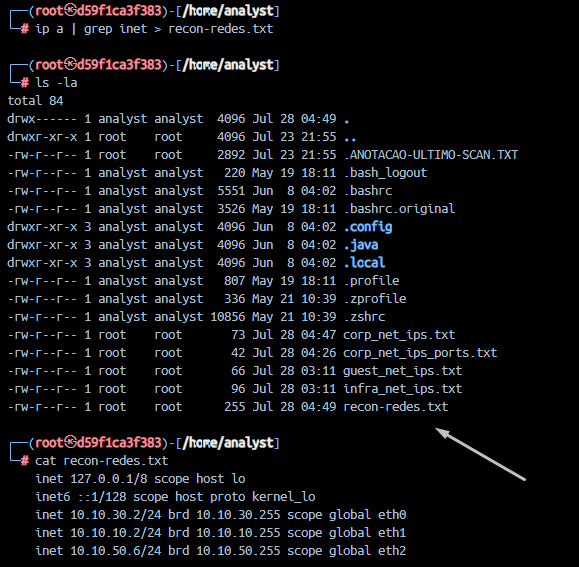 ┌──(root㉿d59f1ca3f383)-[/home/analyst]
└─# ip a | grep inet > recon-redes.txt
┌──(root㉿d59f1ca3f383)-[/home/analyst]
└─# ls -la
total 84
drwx------ 1 analyst analyst  4096 Jul 28 04:49 .
drwxr-xr-x 1 root    root     4096 Jul 23 21:55 ..
-rw-r--r-- 1 root    root     2892 Jul 23 21:55 .ANOTACAO-ULTIMO-SCAN.TXT
-rw-r--r-- 1 analyst analyst   220 May 19 18:11 .bash_logout
-rw-r--r-- 1 analyst analyst  5551 Jun  8 04:02 .bashrc
-rw-r--r-- 1 analyst analyst  3526 May 19 18:11 .bashrc.original
drwxr-xr-x 3 analyst analyst  4096 Jun  8 04:02 .config
drwxr-xr-x 3 analyst analyst  4096 Jun  8 04:02 .java
drwxr-xr-x 3 analyst analyst  4096 Jun  8 04:02 .local
-rw-r--r-- 1 analyst analyst   807 May 19 18:11 .profile
-rw-r--r-- 1 analyst analyst   336 May 21 10:39 .zprofile
-rw-r--r-- 1 analyst analyst 10856 May 21 10:39 .zshrc
-rw-r--r-- 1 root    root       73 Jul 28 04:47 corp_net_ips.txt
-rw-r--r-- 1 root    root       42 Jul 28 04:26 corp_net_ips_ports.txt
-rw-r--r-- 1 root    root       66 Jul 28 03:11 guest_net_ips.txt
-rw-r--r-- 1 root    root       96 Jul 28 03:11 infra_net_ips.txt
-rw-r--r-- 1 root    root      255 Jul 28 04:49 recon-redes.txt
┌──(root㉿d59f1ca3f383)-[/home/analyst]
└─# cat recon-redes.txt
    inet 127.0.0.1/8 scope host lo
    inet6 ::1/128 scope host proto kernel_lo
    inet 10.10.30.2/24 brd 10.10.30.255 scope global eth0
    inet 10.10.10.2/24 brd 10.10.10.255 scope global eth1
    inet 10.10.50.6/24 brd 10.10.50.255 scope global eth2